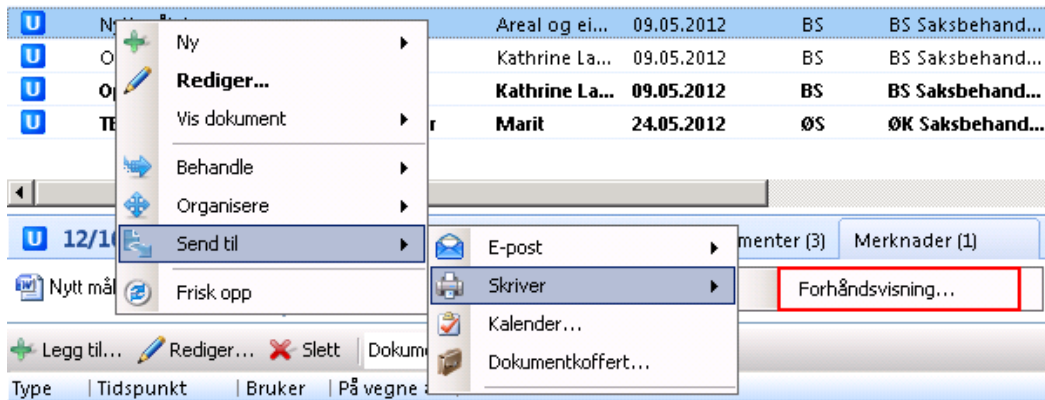 U Areal og ei... 09.05.2012 BS BS Saksbehand...
U Kathrine La... 09.05.2012 BS BS Saksbehand...
U Kathrine La... 09.05.2012 BS BS Saksbehand...
U Marit 24.05.2012 ØS ØK Saksbehand...
Ny
Rediger...
Vis dokument
Behandle
Organisere
Send til
Frisk opp
E-post
Skriver
Kalender...
Dokumentkoffert...
Forhåndsvisning...
U 12/1
menter (3) Merknader (1)
Nytt mål
Legg til... Rediger... Slett Dokum
Type Tidspunkt Bruker På vegne